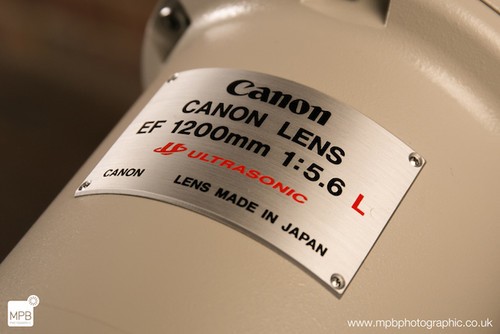 Canon
CANON LENS
EF 1200mm 1:5.6 L
ULTRASONIC
CANON LENS MADE IN JAPAN
MPB
www.mpbphotographic.co.uk